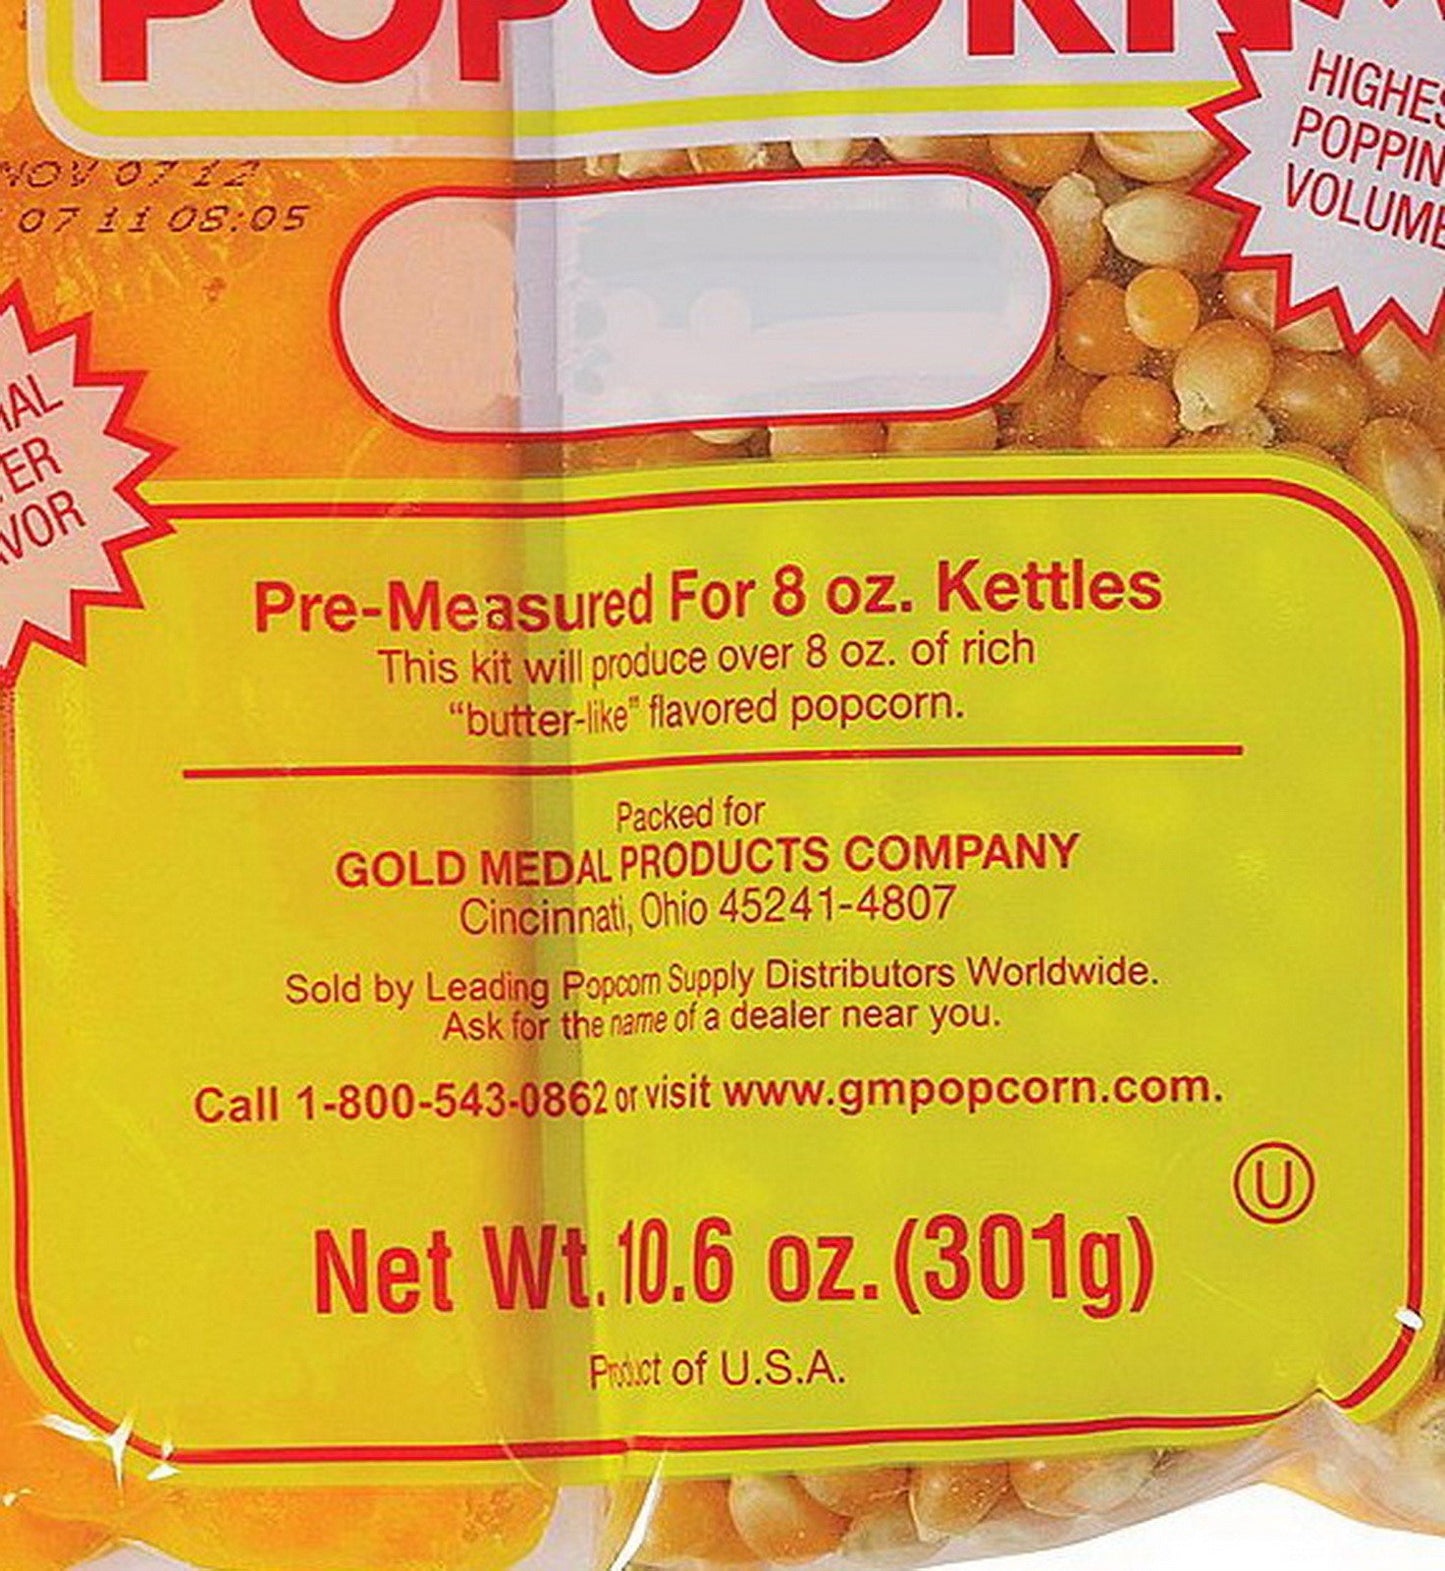 POPCORN
NOV 07 12
07 11 08:05
HIGHES
POPPIN
VOLUME
ER
VOR
Pre-Measured For 8 oz. Kettles
This kit will produce over 8 oz. of rich
“butter-like” flavored popcorn.
Packed for
GOLD MEDAL PRODUCTS COMPANY
Cincinnati, Ohio 45241-4807
Sold by Leading Popcorn Supply Distributors Worldwide.
Ask for the name of a dealer near you.
Call 1-800-543-0862 or visit www.gmpopcorn.com.
U
Net Wt. 10.6 oz. (301g)
Product of U.S.A.